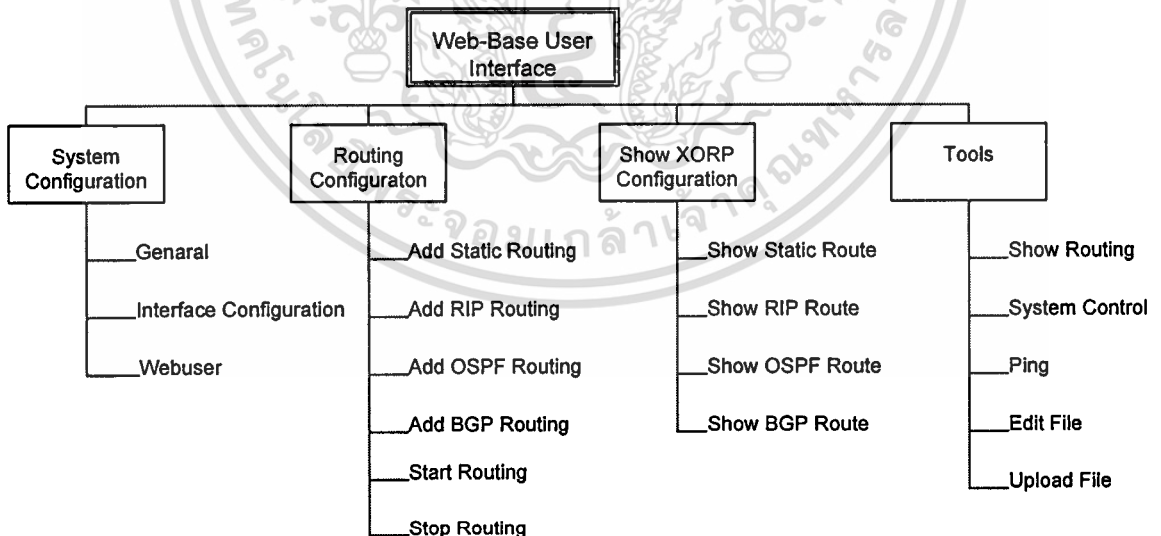 Web-Base User
Interface
System
Configuration
Genaral
Interface Configuration
Webuser
Routing
Configuraton
Add Static Routing
Add RIP Routing
Add OSPF Routing
Add BGP Routing
Start Routing
Stop Routing
Show XORP
Configuration
Show Static Route
Show RIP Route
Show OSPF Route
Show BGP Route
Tools
Show Routing
System Control
Ping
Edit File
Upload File